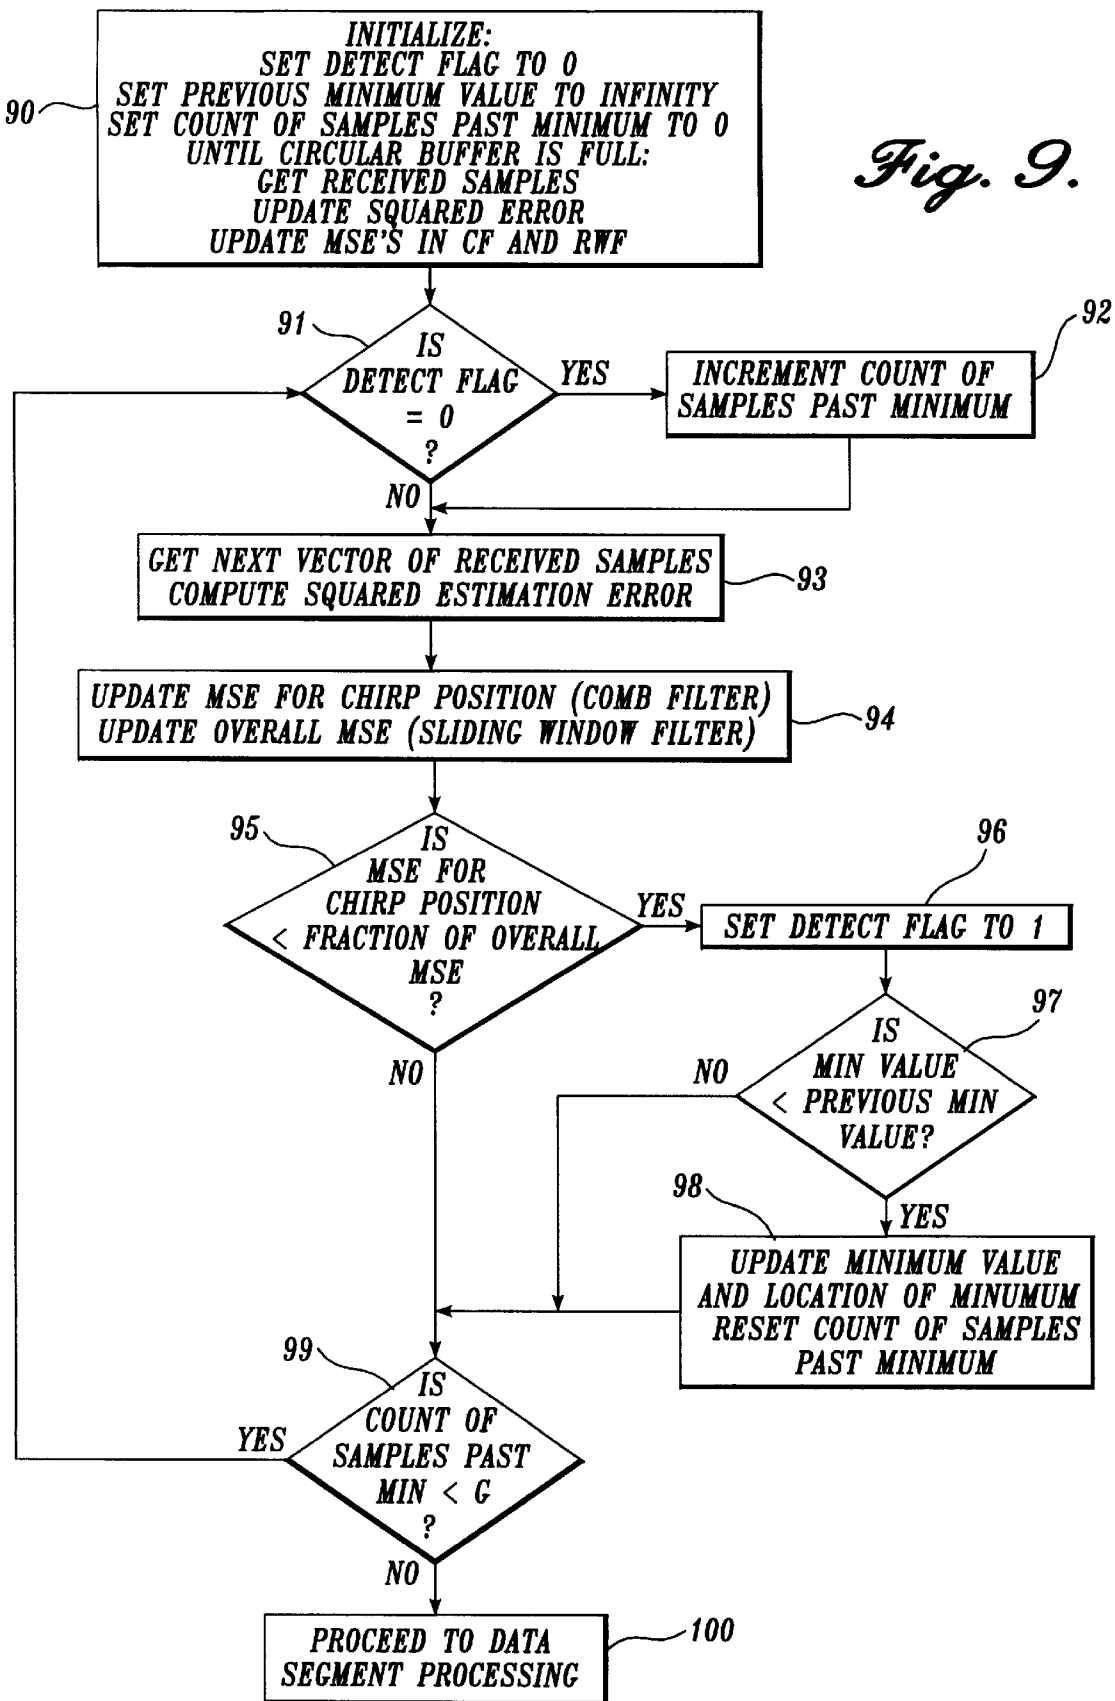 INITIALIZE:
SET DETECT FLAG TO 0
SET PREVIOUS MINIMUM VALUE TO INFINITY
SET COUNT OF SAMPLES PAST MINIMUM TO 0
UNTIL CIRCULAR BUFFER IS FULL:
GET RECEIVED SAMPLES
UPDATE SQUARED ERROR
UPDATE MSE'S IN CF AND RWF
90
Fig. 9.
91
IS
DETECT FLAG
= 0
?
YES
NO
92
INCREMENT COUNT OF
SAMPLES PAST MINIMUM
GET NEXT VECTOR OF RECEIVED SAMPLES
COMPUTE SQUARED ESTIMATION ERROR
93
UPDATE MSE FOR CHIRP POSITION (COMB FILTER)
UPDATE OVERALL MSE (SLIDING WINDOW FILTER)
94
95
IS
MSE FOR
CHIRP POSITION
< FRACTION OF OVERALL
MSE
?
YES
NO
96
SET DETECT FLAG TO 1
97
IS
MIN VALUE
< PREVIOUS MIN
VALUE?
NO
YES
98
UPDATE MINIMUM VALUE
AND LOCATION OF MINUMUM
RESET COUNT OF SAMPLES
PAST MINIMUM
99
IS
COUNT OF
SAMPLES PAST
MIN < G
?
YES
NO
PROCEED TO DATA
SEGMENT PROCESSING
100